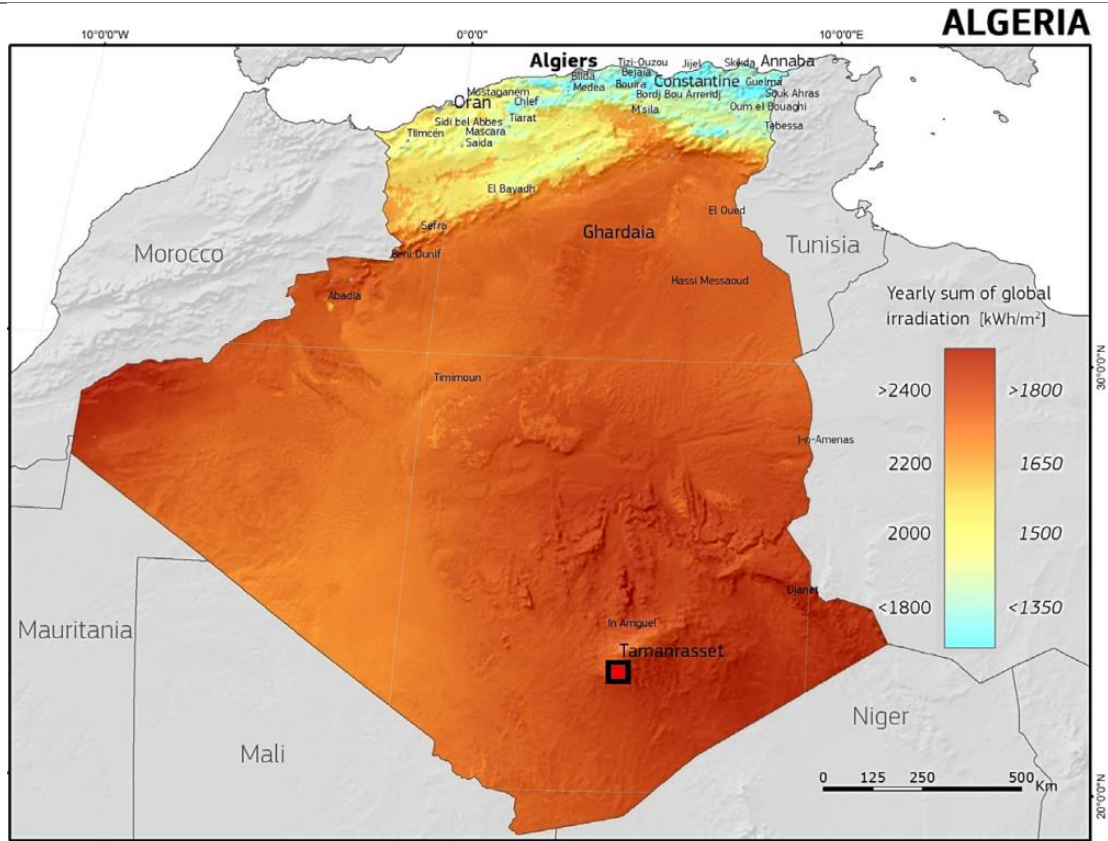 ALGERIA
10°0'0"W
0°0'0"
10°0'0"E
Algiers
Tizi-Ouzou
Jijel
Skikda
Annaba
Blida
Bejaia
Constantine
Guelma
Medea
Bouira
Mostaganem
Bordj Bou Arreridj
Souk Ahras
Oran
Chlef
M'sila
Oum el Bouaghi
Sidi bel Abbes
Tiarat
Tebessa
Tlimcen
Mascara
Saida
El Bayadh
El Oued
Sefra
Ghardaia
Morocco
Beni Ounif
Tunisia
Hassi Messaoud
Abadla
Yearly sum of global
irradiation [kWh/m²]
30°0'0"N
Timimoun
>2400
>1800
I-n-Amenas
2200
1650
2000
1500
Djanet
<1800
<1350
Mauritania
In Amguel
Tamanrasset
Niger
Mali
0 125 250 500 Km
20°0'0"N